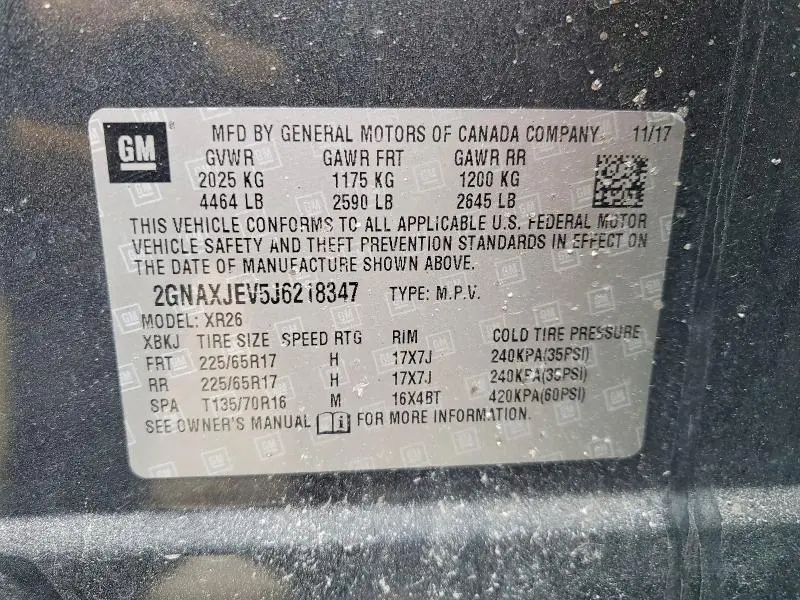 GM MFD BY GENERAL MOTORS OF CANADA COMPANY 11/17
GVWR GAWR FRT GAWR RR
2025 KG 1175 KG 1200 KG
4464 LB 2590 LB 2645 LB
THIS VEHICLE CONFORMS TO ALL APPLICABLE U.S. FEDERAL MOTOR
VEHICLE SAFETY AND THEFT PREVENTION STANDARDS IN EFFECT ON
THE DATE OF MANUFACTURE SHOWN ABOVE.
2GNAXJEV5J6218347 TYPE: M.P.V.
MODEL: XR26
XBKJ TIRE SIZE SPEED RTG RIM COLD TIRE PRESSURE
FRT 225/65R17 H 17X7J 240KPA(35PSI)
RR 225/65R17 H 17X7J 240KPA(35PSI)
SPA T135/70R16 M 16X4BT 420KPA(60PSI)
SEE OWNER'S MANUAL i FOR MORE INFORMATION.